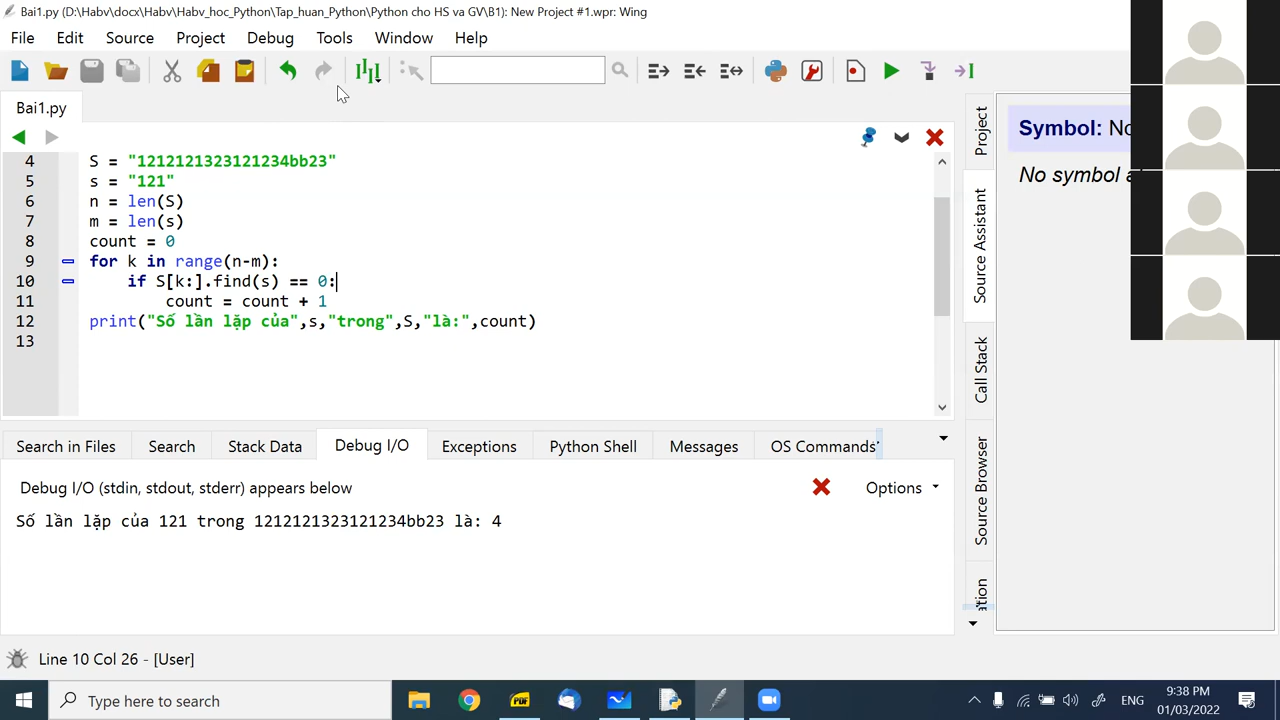 Bai1.py (D:\Habv\docx\Habv\Habv_hoc_Python\Tap_huan_Python\Python cho HS va GV\B1): New Project #1.wpr: Wing
File Edit Source Project Debug Tools Window Help
Bai1.py
4 S = "1212121323121234bb23"
5 s = "121"
6 n = len(S)
7 m = len(s)
8 count = 0
9 for k in range(n-m):
10 if S[k:].find(s) == 0:
11 count = count + 1
12 print("Số lần lặp của",s,"trong",S,"là:",count)
13
Project
Source Assistant
Call Stack
Source Browser
Symbol: No
No symbol
Search in Files Search Stack Data Debug I/O Exceptions Python Shell Messages OS Commands
Debug I/O (stdin, stdout, stderr) appears below
Options
Số lần lặp của 121 trong 1212121323121234bb23 là: 4
Line 10 Col 26 - [User]
Type here to search
PDF
ENG
9:38 PM
01/03/2022